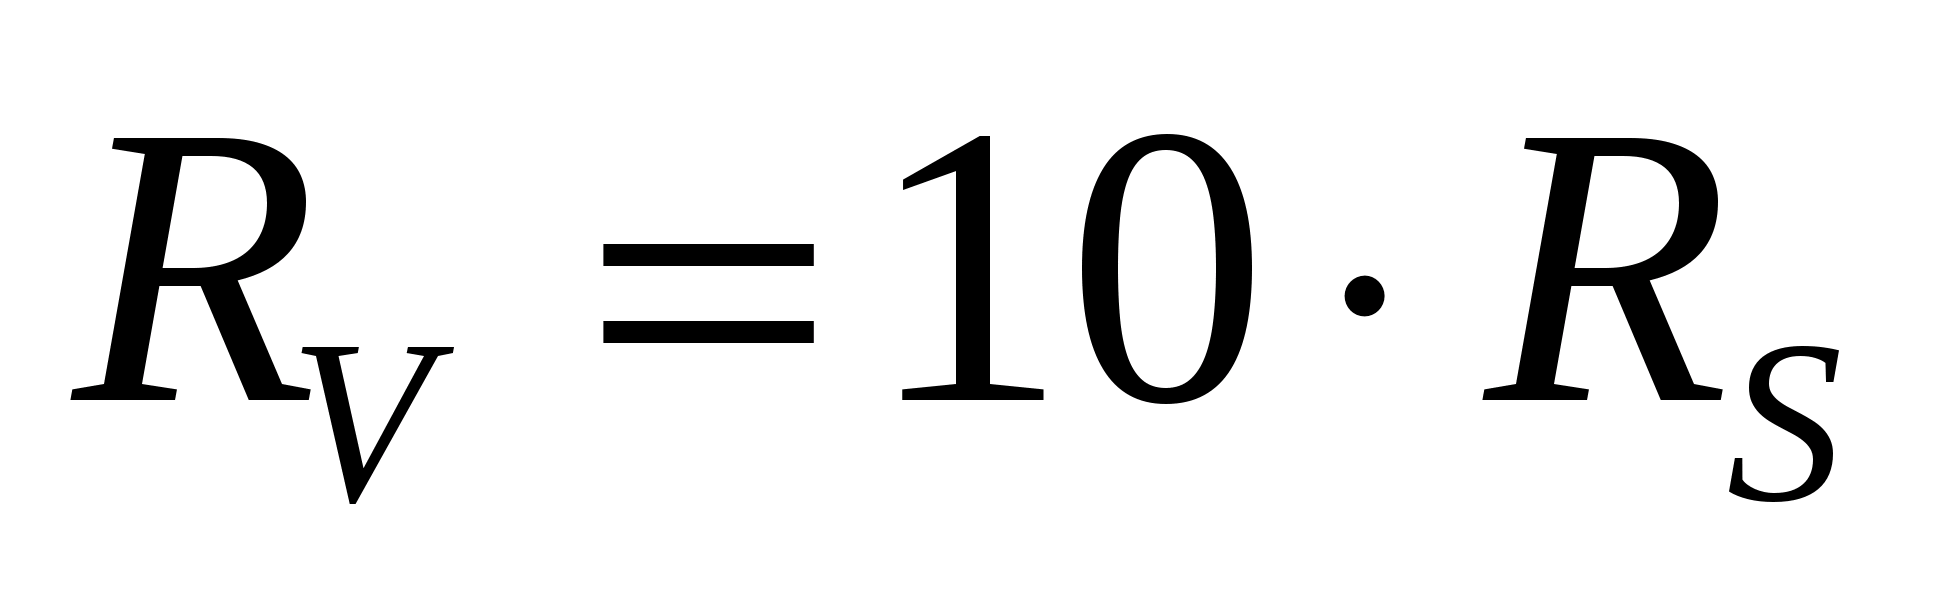 R_V = 10 · R_S